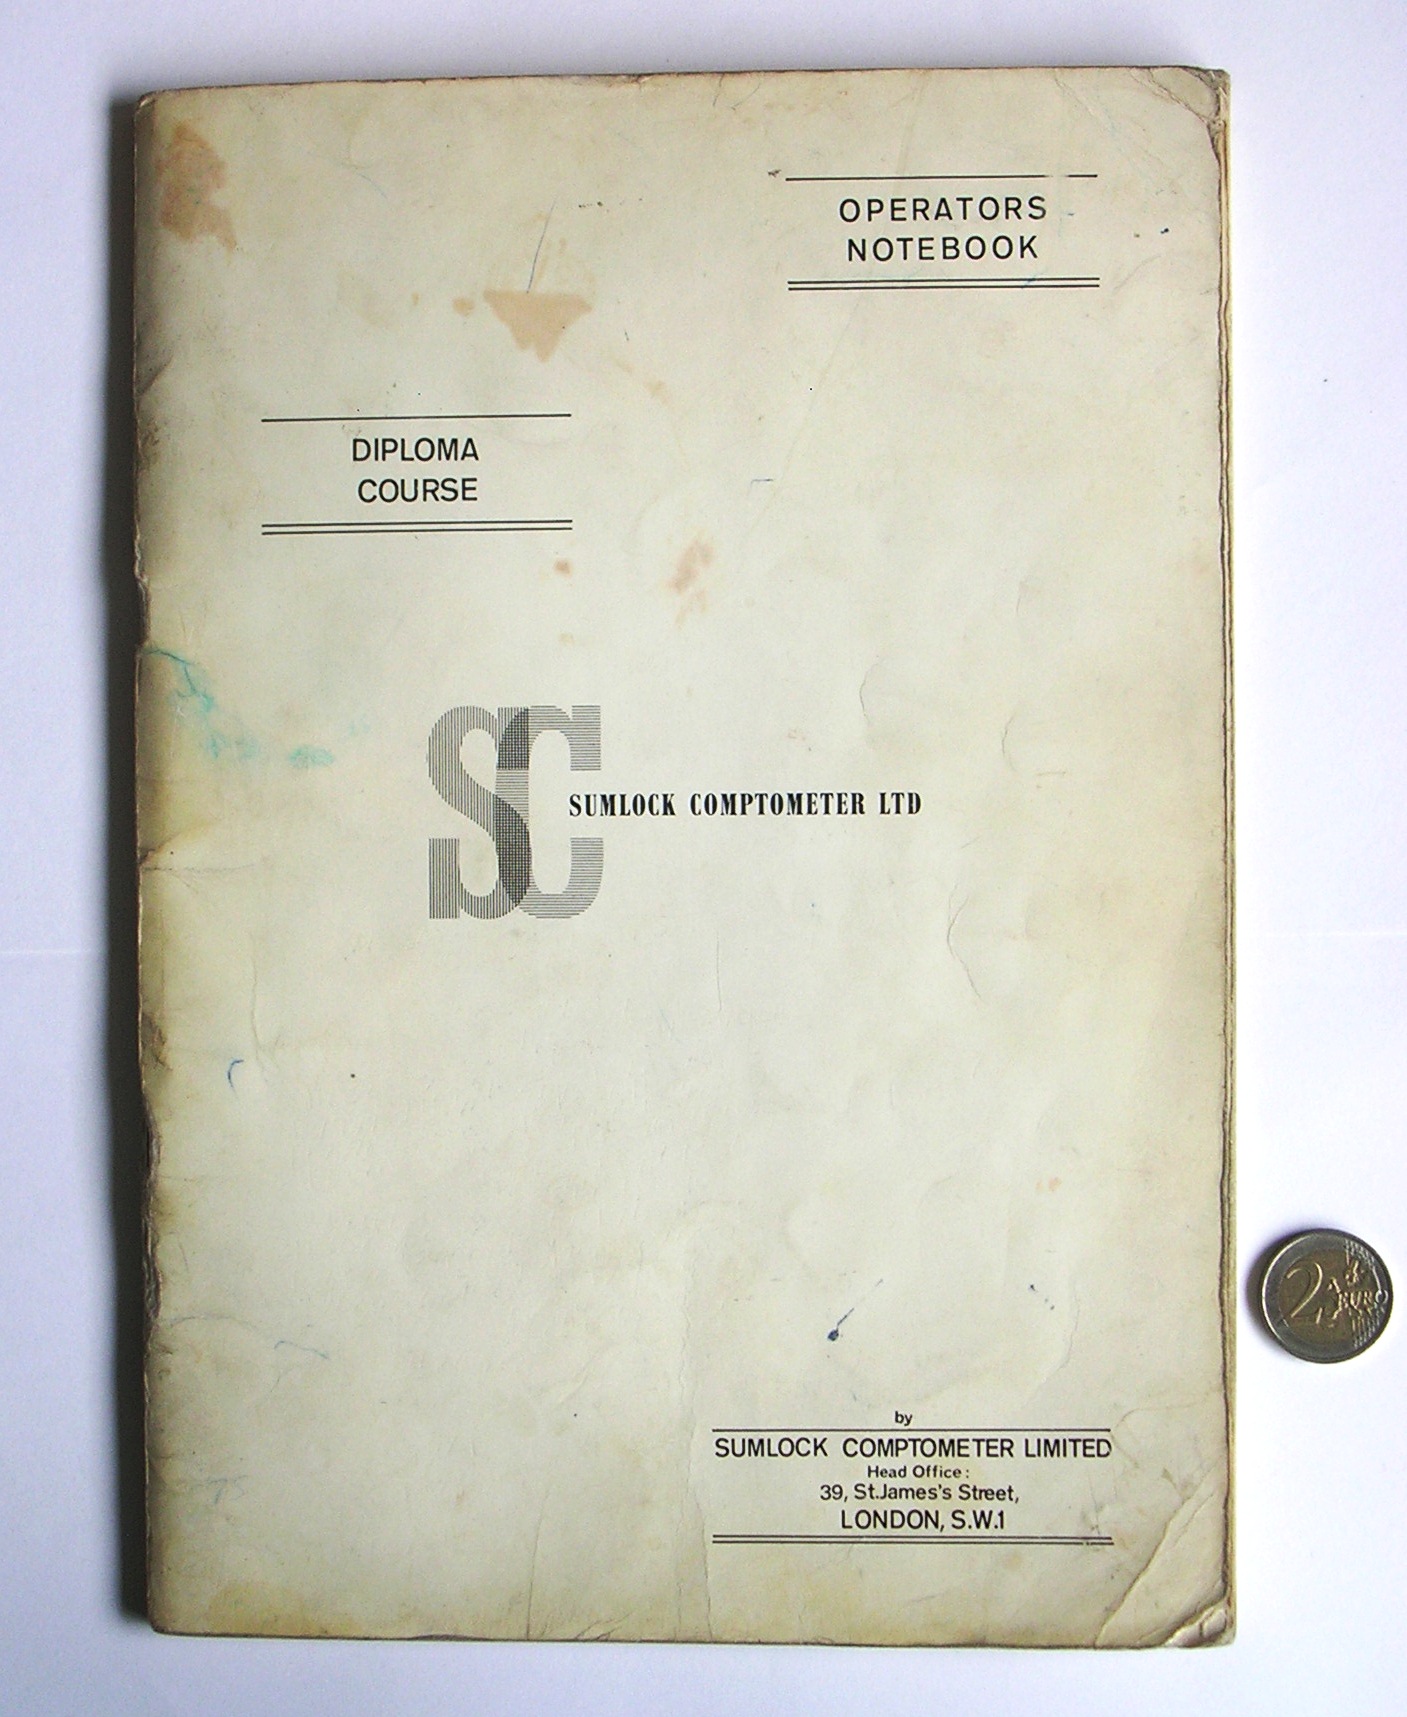 OPERATORS
NOTEBOOK
DIPLOMA
COURSE
SC
SUMLOCK COMPTOMETER LTD
by
SUMLOCK COMPTOMETER LIMITED
Head Office:
39, St.James's Street,
LONDON, S.W.1
2 EURO